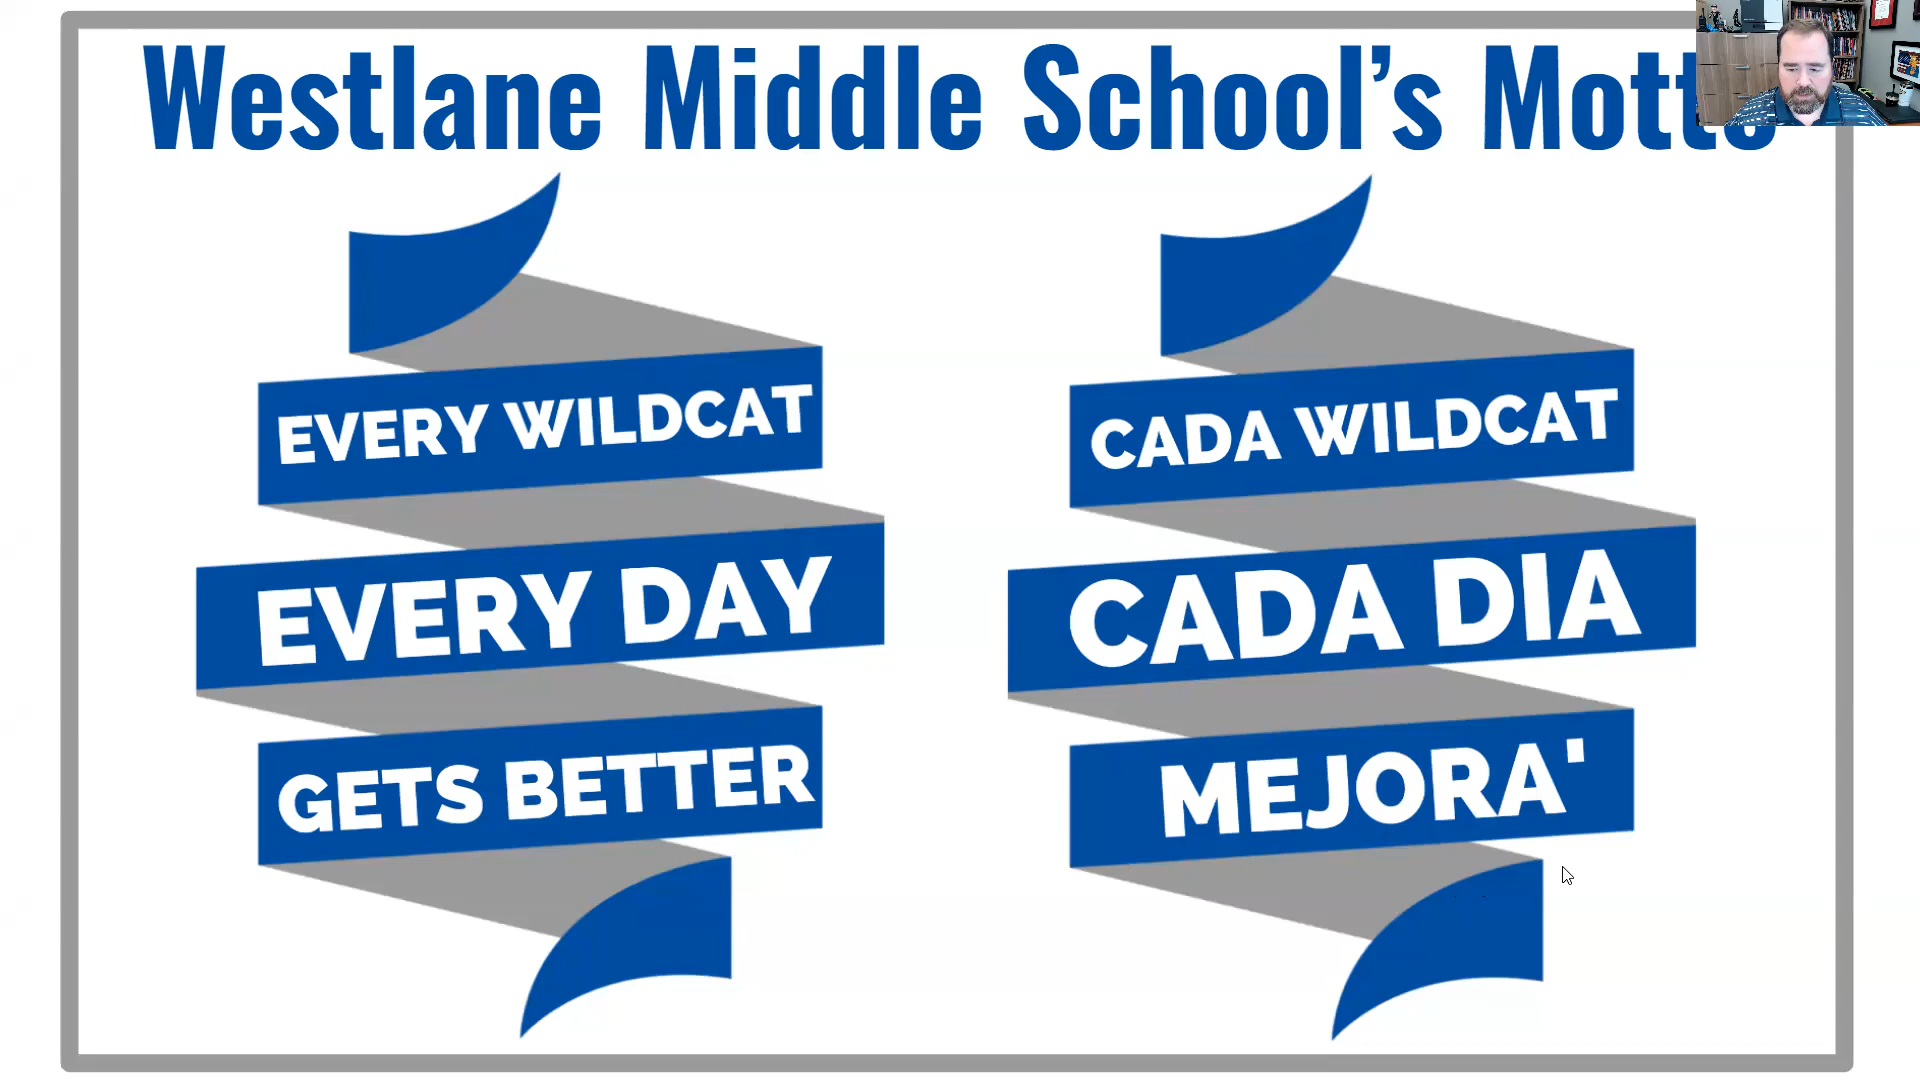 Westlane Middle School’s Motto
EVERY WILDCAT
EVERY DAY
GETS BETTER
CADA WILDCAT
CADA DIA
MEJORA'